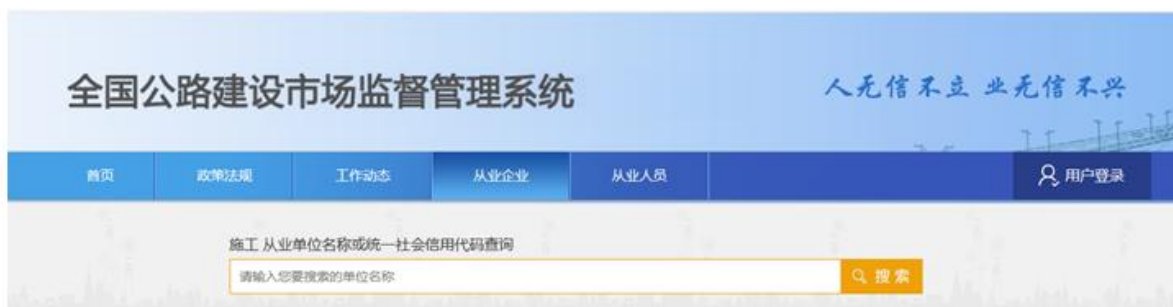 全国公路建设市场监督管理系统
人无信不立 业无信不兴
首页 政策法规 工作动态 从业企业 从业人员 用户登录
施工 从业单位名称或统一社会信用代码查询
请输入您要搜索的单位名称 搜索